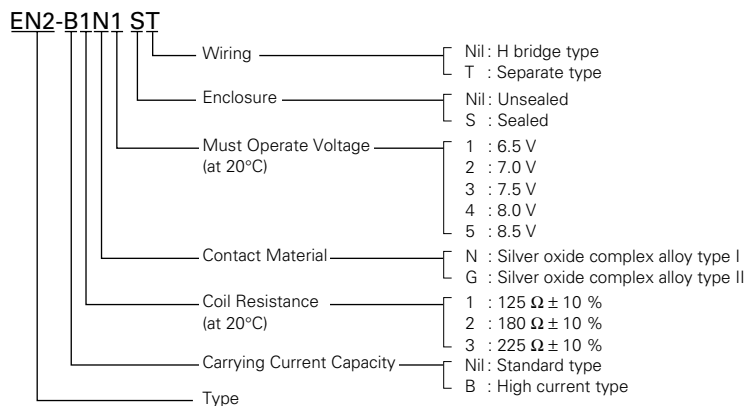 EN2-B1N1 ST
Wiring
Nil : H bridge type
T : Separate type
Enclosure
Nil : Unsealed
S : Sealed
Must Operate Voltage
(at 20°C)
1 : 6.5 V
2 : 7.0 V
3 : 7.5 V
4 : 8.0 V
5 : 8.5 V
Contact Material
N : Silver oxide complex alloy type I
G : Silver oxide complex alloy type II
Coil Resistance
(at 20°C)
1 : 125 Ω ± 10 %
2 : 180 Ω ± 10 %
3 : 225 Ω ± 10 %
Carrying Current Capacity
Nil : Standard type
B : High current type
Type